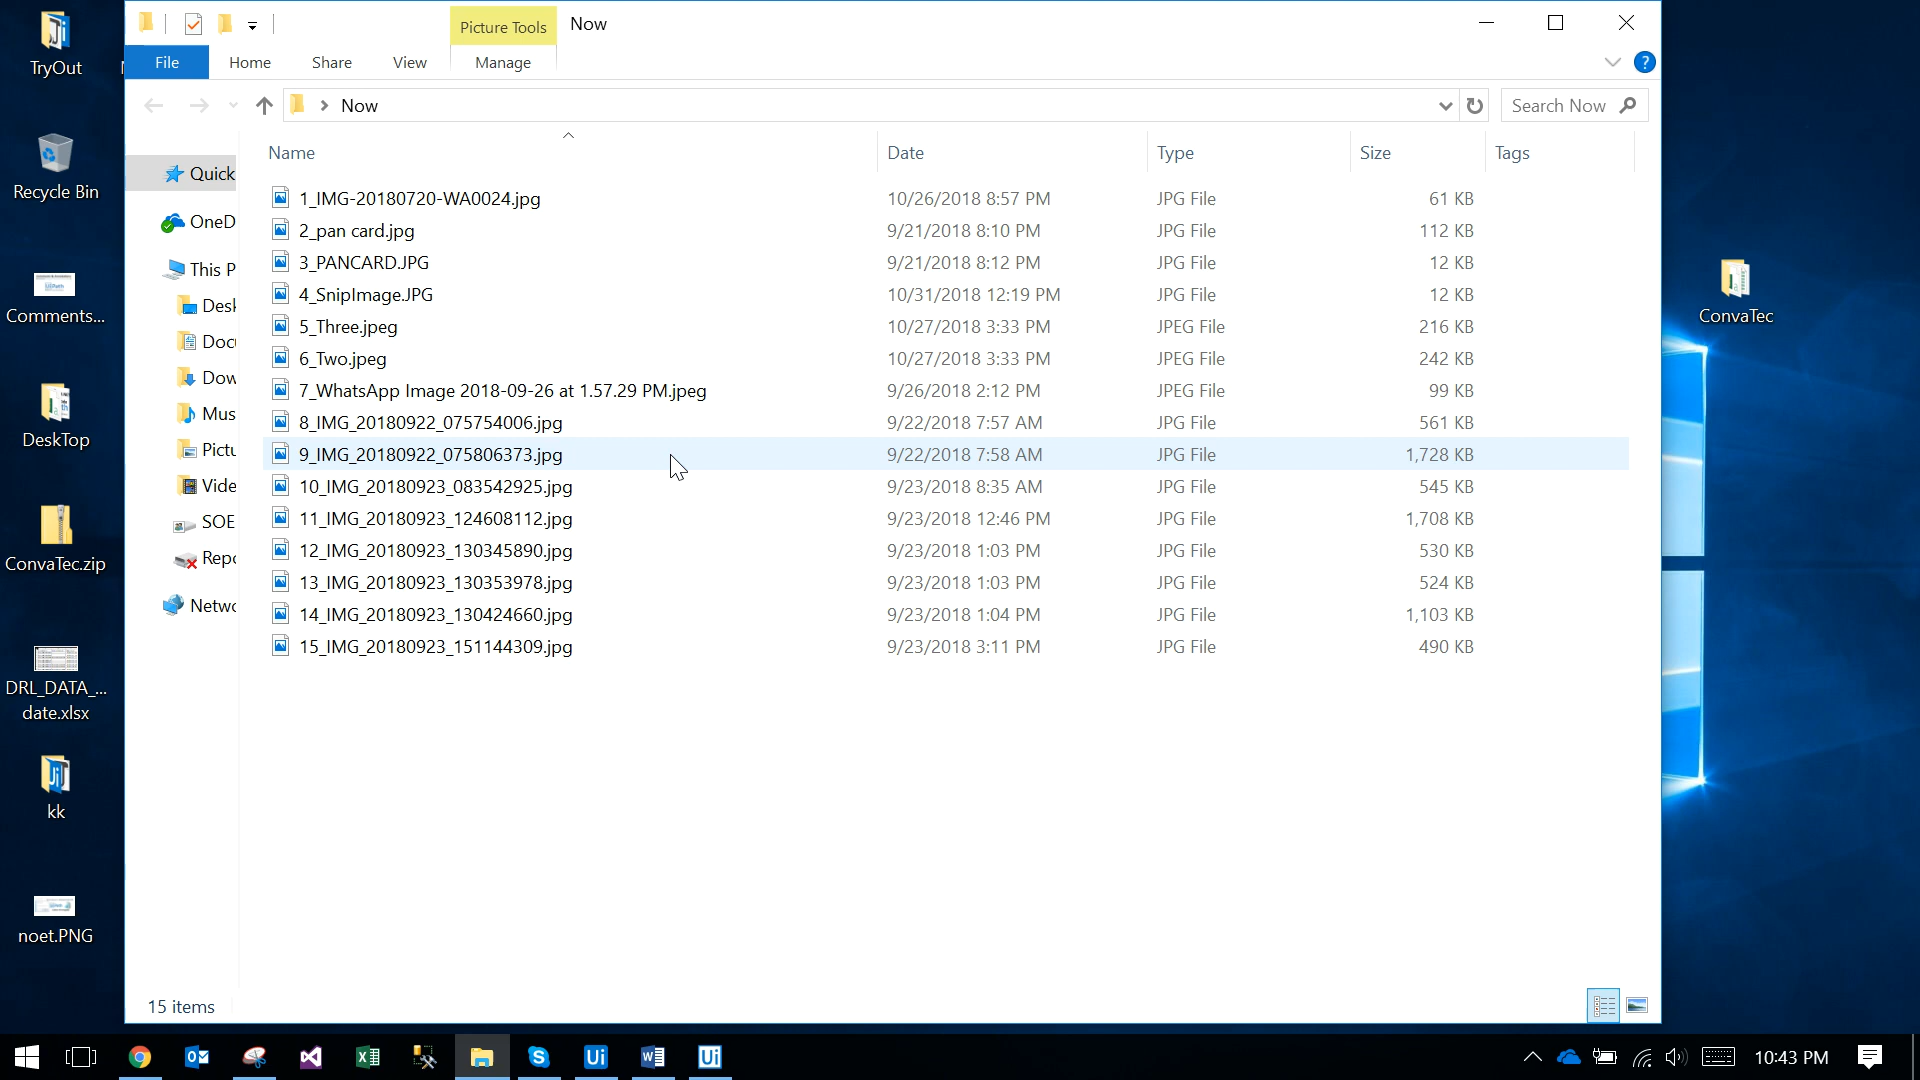 TryOut
Recycle Bin
Comments...
DeskTop
ConvaTec.zip
DRL_DATA_...
date.xlsx
kk
noet.PNG
Picture Tools
Now
File
Home
Share
View
Manage
?
Now
Search Now
Quick
OneD
This P
Desk
Docu
Dow
Mus
Pictu
Vide
SOE
Repo
Netwo
Name Date Type Size Tags
1_IMG-20180720-WA0024.jpg 10/26/2018 8:57 PM JPG File 61 KB
2_pan card.jpg 9/21/2018 8:10 PM JPG File 112 KB
3_PANCARD.JPG 9/21/2018 8:12 PM JPG File 12 KB
4_SnipImage.JPG 10/31/2018 12:19 PM JPG File 12 KB
5_Three.jpeg 10/27/2018 3:33 PM JPEG File 216 KB
6_Two.jpeg 10/27/2018 3:33 PM JPEG File 242 KB
7_WhatsApp Image 2018-09-26 at 1.57.29 PM.jpeg 9/26/2018 2:12 PM JPEG File 99 KB
8_IMG_20180922_075754006.jpg 9/22/2018 7:57 AM JPG File 561 KB
9_IMG_20180922_075806373.jpg 9/22/2018 7:58 AM JPG File 1,728 KB
10_IMG_20180923_083542925.jpg 9/23/2018 8:35 AM JPG File 545 KB
11_IMG_20180923_124608112.jpg 9/23/2018 12:46 PM JPG File 1,708 KB
12_IMG_20180923_130345890.jpg 9/23/2018 1:03 PM JPG File 530 KB
13_IMG_20180923_130353978.jpg 9/23/2018 1:03 PM JPG File 524 KB
14_IMG_20180923_130424660.jpg 9/23/2018 1:04 PM JPG File 1,103 KB
15_IMG_20180923_151144309.jpg 9/23/2018 3:11 PM JPG File 490 KB
15 items
ConvaTec
Ui
Ui
10:43 PM